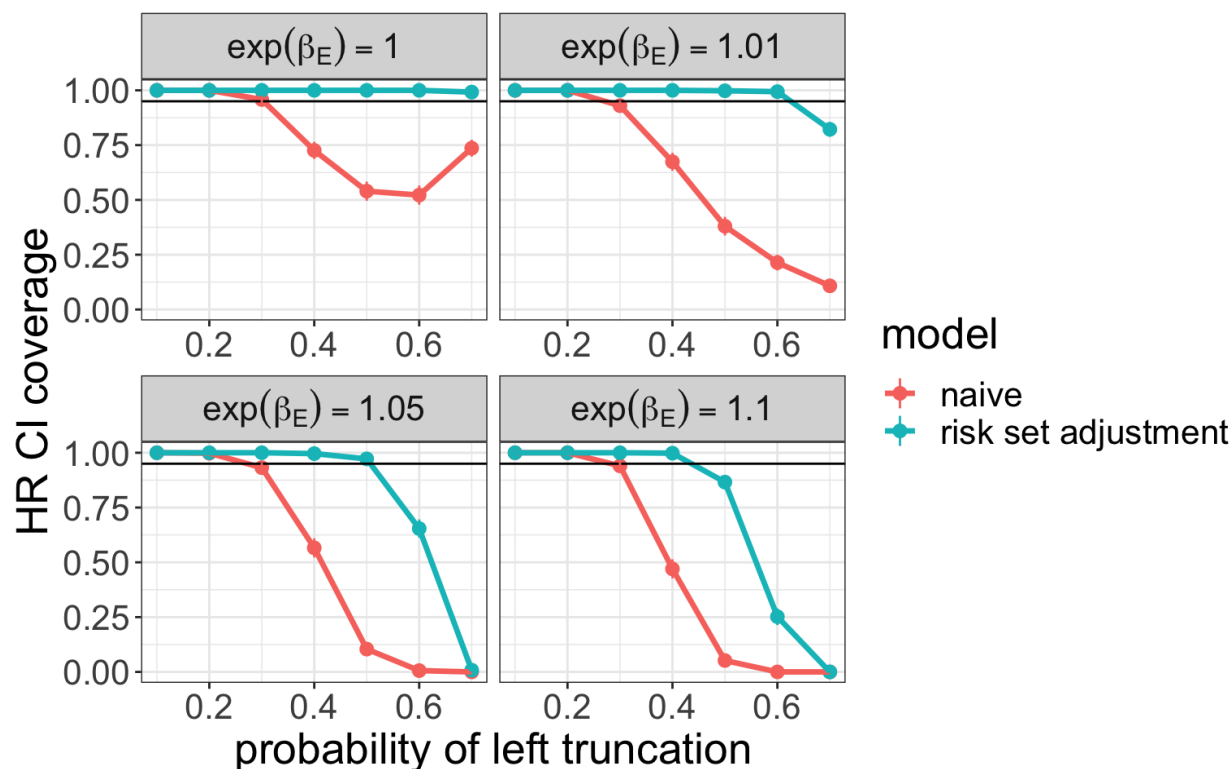 exp(βE) = 1
exp(βE) = 1.01
1.00
0.75
0.50
0.25
0.00
0.2 0.4 0.6
0.2 0.4 0.6
exp(βE) = 1.05
exp(βE) = 1.1
1.00
0.75
0.50
0.25
0.00
0.2 0.4 0.6
0.2 0.4 0.6
HR CI coverage
probability of left truncation
model
naive
risk set adjustment